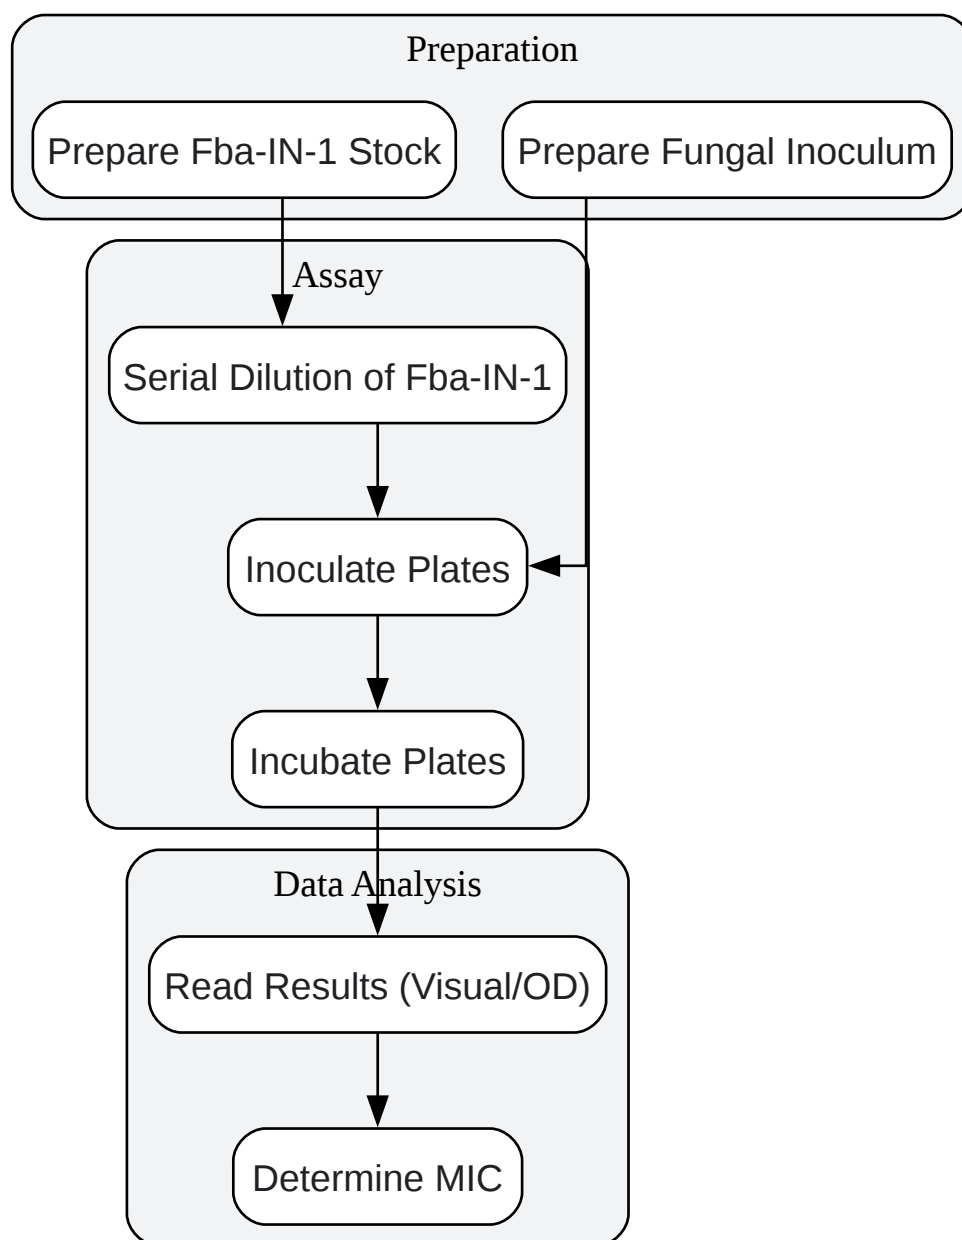 Preparation
Prepare Fba-IN-1 Stock
Prepare Fungal Inoculum
Assay
Serial Dilution of Fba-IN-1
Inoculate Plates
Incubate Plates
Data Analysis
Read Results (Visual/OD)
Determine MIC